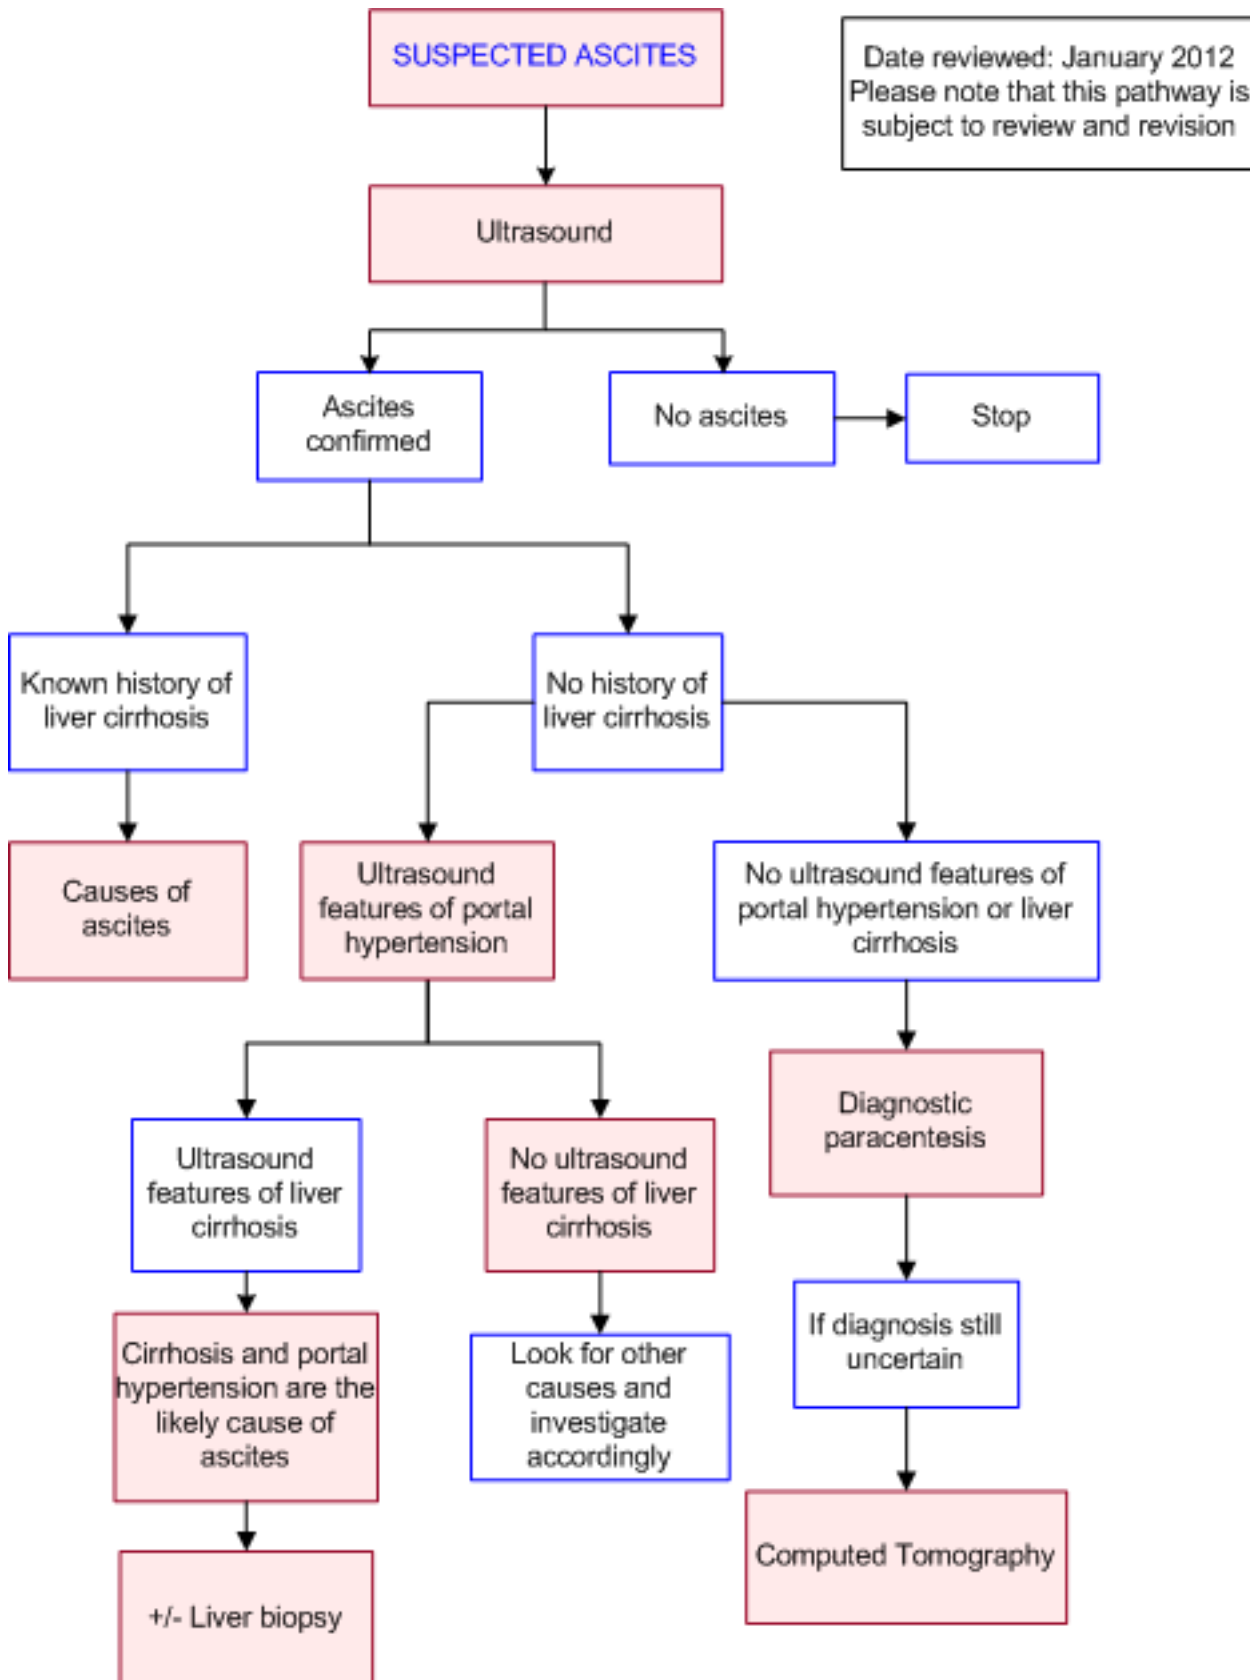 SUSPECTED ASCITES
Date reviewed: January 2012
Please note that this pathway is
subject to review and revision
Ultrasound
Ascites
confirmed
No ascites
Stop
Known history of
liver cirrhosis
No history of
liver cirrhosis
Causes of
ascites
Ultrasound
features of portal
hypertension
No ultrasound features of
portal hypertension or liver
cirrhosis
Diagnostic
paracentesis
Ultrasound
features of liver
cirrhosis
No ultrasound
features of liver
cirrhosis
If diagnosis still
uncertain
Cirrhosis and portal
hypertension are the
likely cause of
ascites
Look for other
causes and
investigate
accordingly
Computed Tomography
+/- Liver biopsy